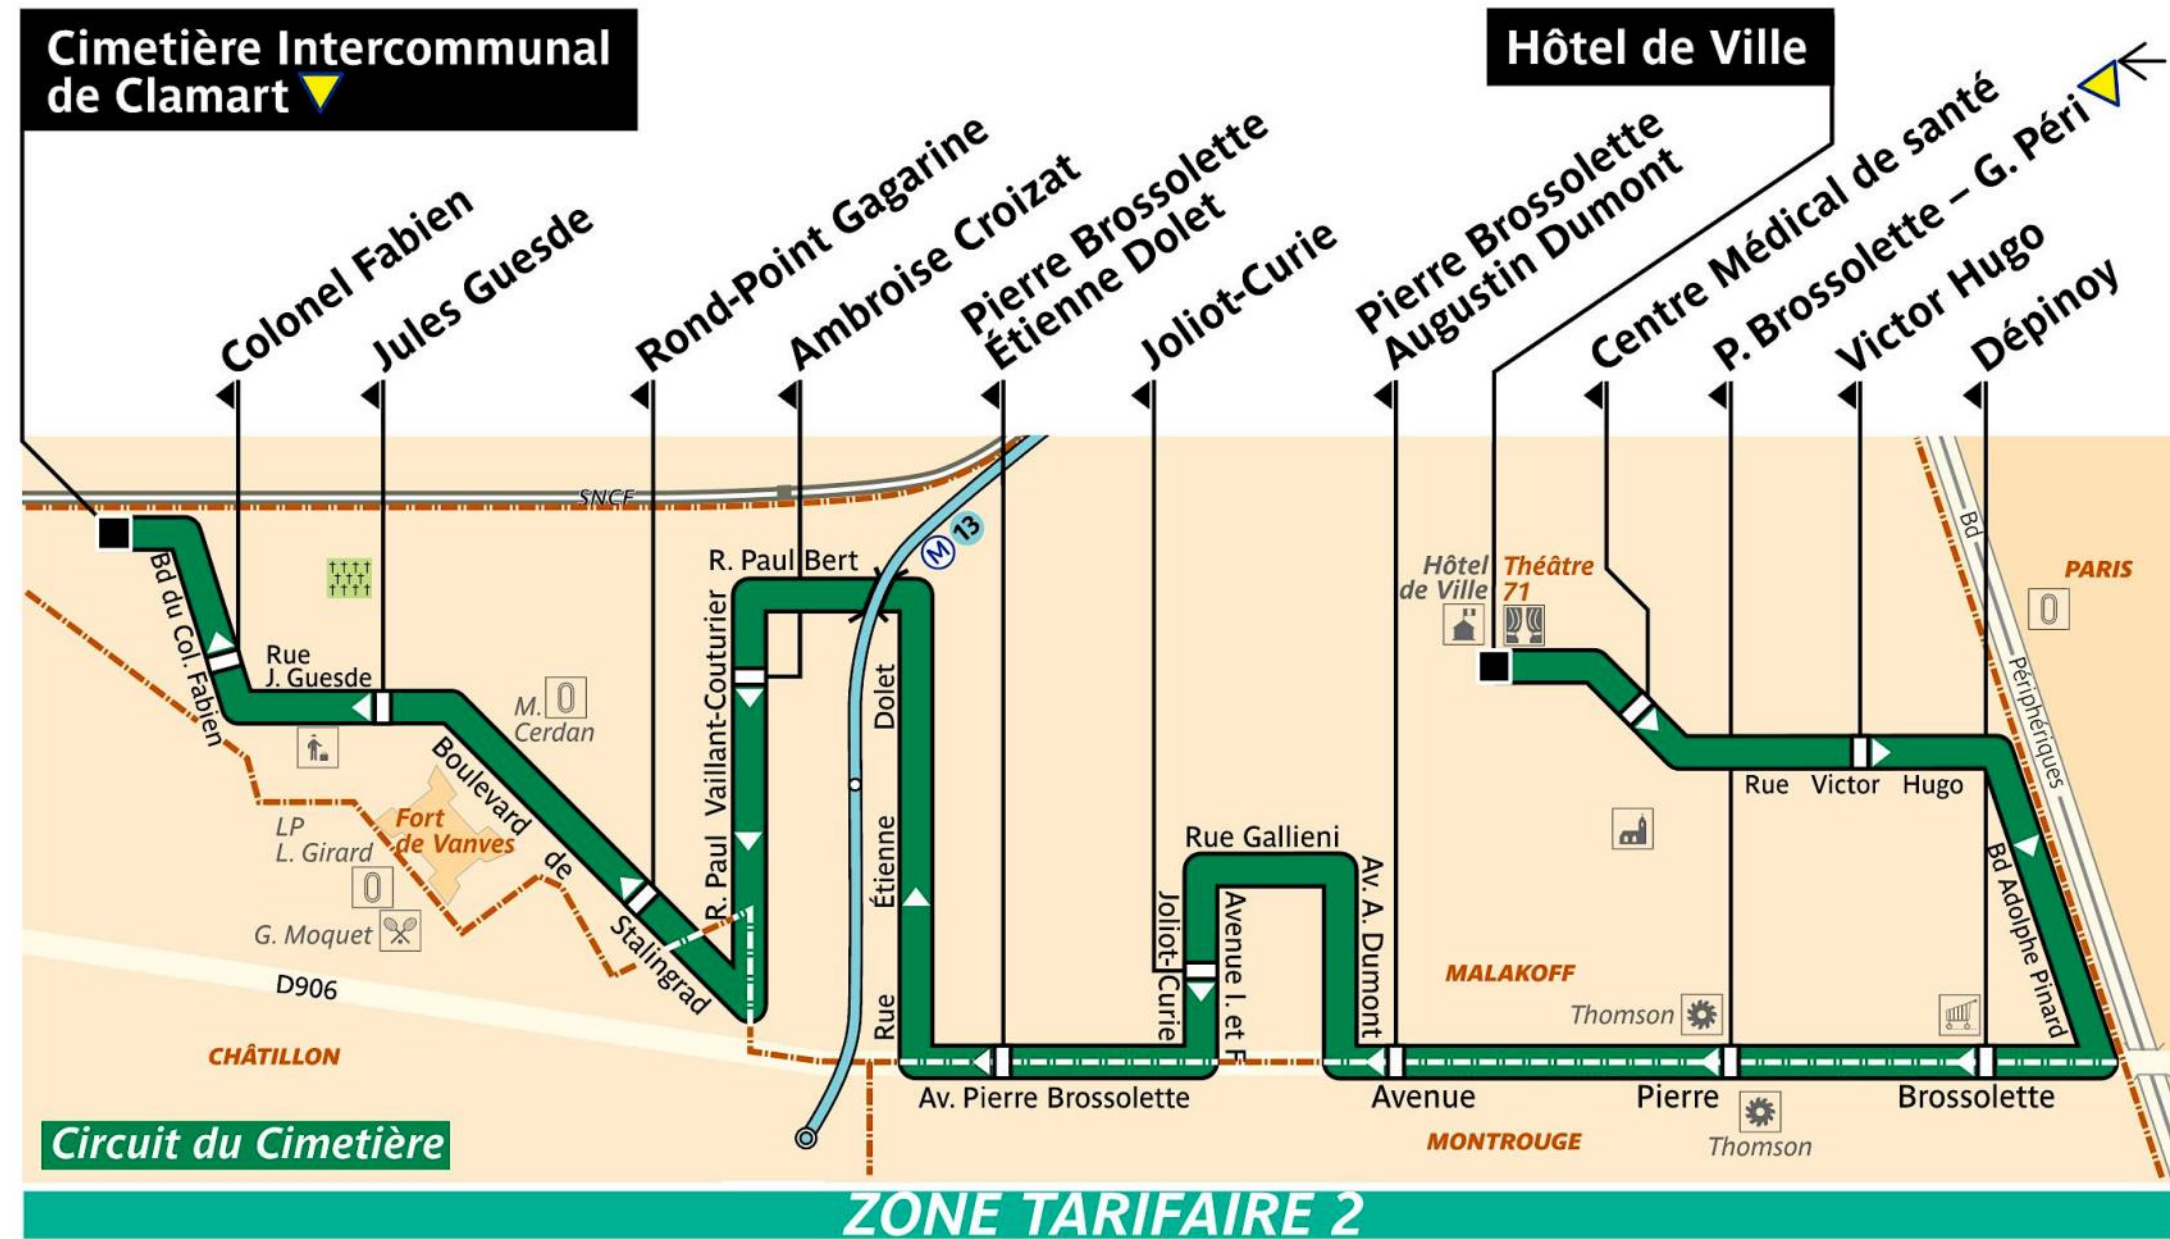 Cimetière Intercommunal
de Clamart
Hôtel de Ville
Colonel Fabien
Jules Guesde
Rond-Point Gagarine
Ambroise Croizat
Pierre Brossolette
Étienne Dolet
Joliot-Curie
Pierre Brossolette
Augustin Dumont
Centre Médical de santé
P. Brossolette – G. Péri
Victor Hugo
Dépinoy
SNCF
M 13
R. Paul Bert
Bd du Col. Fabien
Rue
J. Guesde
M.
Cerdan
Boulevard de Stalingrad
R. Paul Vaillant-Couturier
Rue Étienne Dolet
Fort
de Vanves
LP
L. Girard
G. Moquet
D906
CHÂTILLON
Av. Pierre Brossolette
Joliot-Curie
Avenue I. et F
Rue Gallieni
Av. A. Dumont
Hôtel
de Ville
Théâtre
71
Rue Victor Hugo
Bd Adolphe Pinard
Bd Périphériques
PARIS
MALAKOFF
Thomson
Avenue Pierre Brossolette
MONTROUGE
Thomson
Circuit du Cimetière
ZONE TARIFAIRE 2